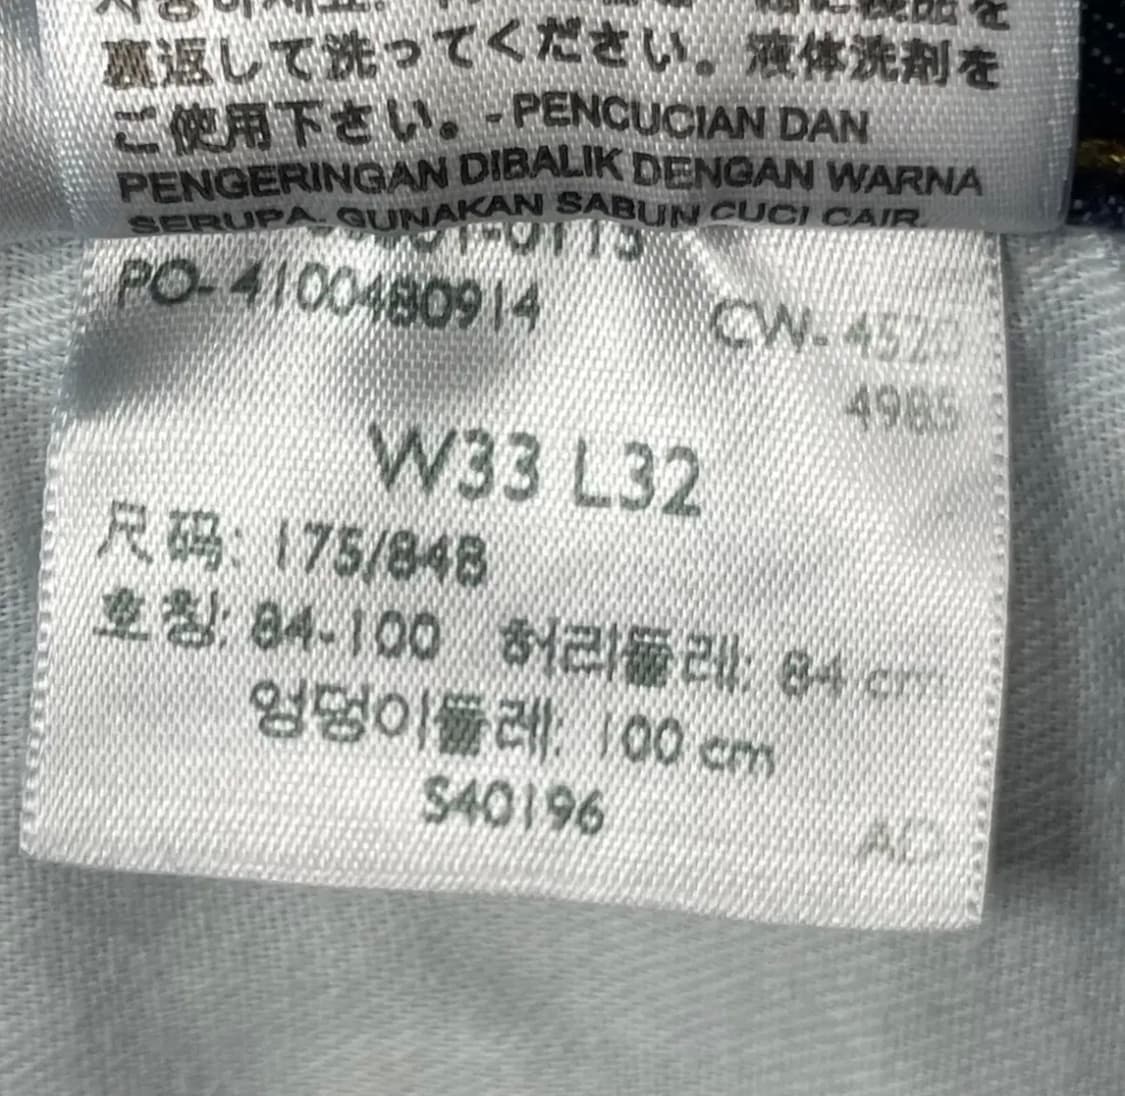 裏返して洗ってください。液体洗剤を
ご使用下さい。-PENCUCIAN DAN
PENGERINGAN DIBALIK DENGAN WARNA
SERUPA. GUNAKAN SABUN CUCI CAIR.
PO-4100480914
CW-
4985
W33 L32
尺码: 175/84B
호칭: 84-100 허리둘레: 84 cm
엉덩이둘레: 100 cm
S40196